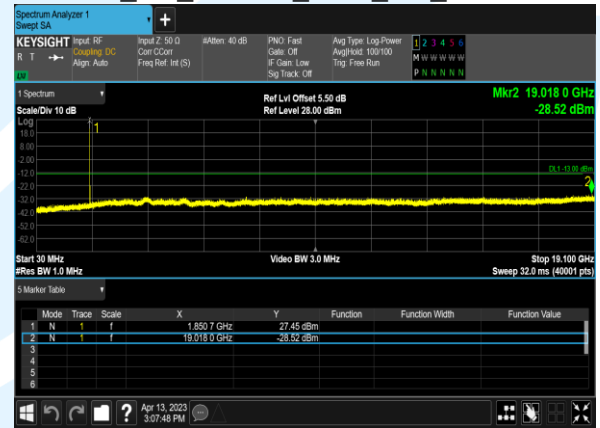 Spectrum Analyzer 1
Swept SA
+
KEYSIGHT
R T
LV
Input: RF
Coupling: DC
Align: Auto
Input Z: 50 Ω
Corr CCorr
Freq Ref: Int (S)
#Atten: 40 dB
PNO: Fast
Gate: Off
IF Gain: Low
Sig Track: Off
Avg Type: Log-Power
Avg|Hold: 100/100
Trig: Free Run
1 2 3 4 5 6
M W W W W W
P N N N N N
1 Spectrum
Scale/Div 10 dB
Ref Lvl Offset 5.50 dB
Ref Level 28.00 dBm
Mkr2 19.018 0 GHz
-28.52 dBm
Log
18.0
8.00
-2.00
-12.0
-22.0
-32.0
-42.0
-52.0
-62.0
1
DL1 -13.00 dBm
2
Start 30 MHz
#Res BW 1.0 MHz
Video BW 3.0 MHz
Stop 19.100 GHz
Sweep 32.0 ms (40001 pts)
5 Marker Table
Mode Trace Scale X Y Function Function Width Function Value
1 N 1 f 1.850 7 GHz 27.45 dBm
2 N 1 f 19.018 0 GHz -28.52 dBm
3
4
5
6
?
Apr 13, 2023
3:07:48 PM